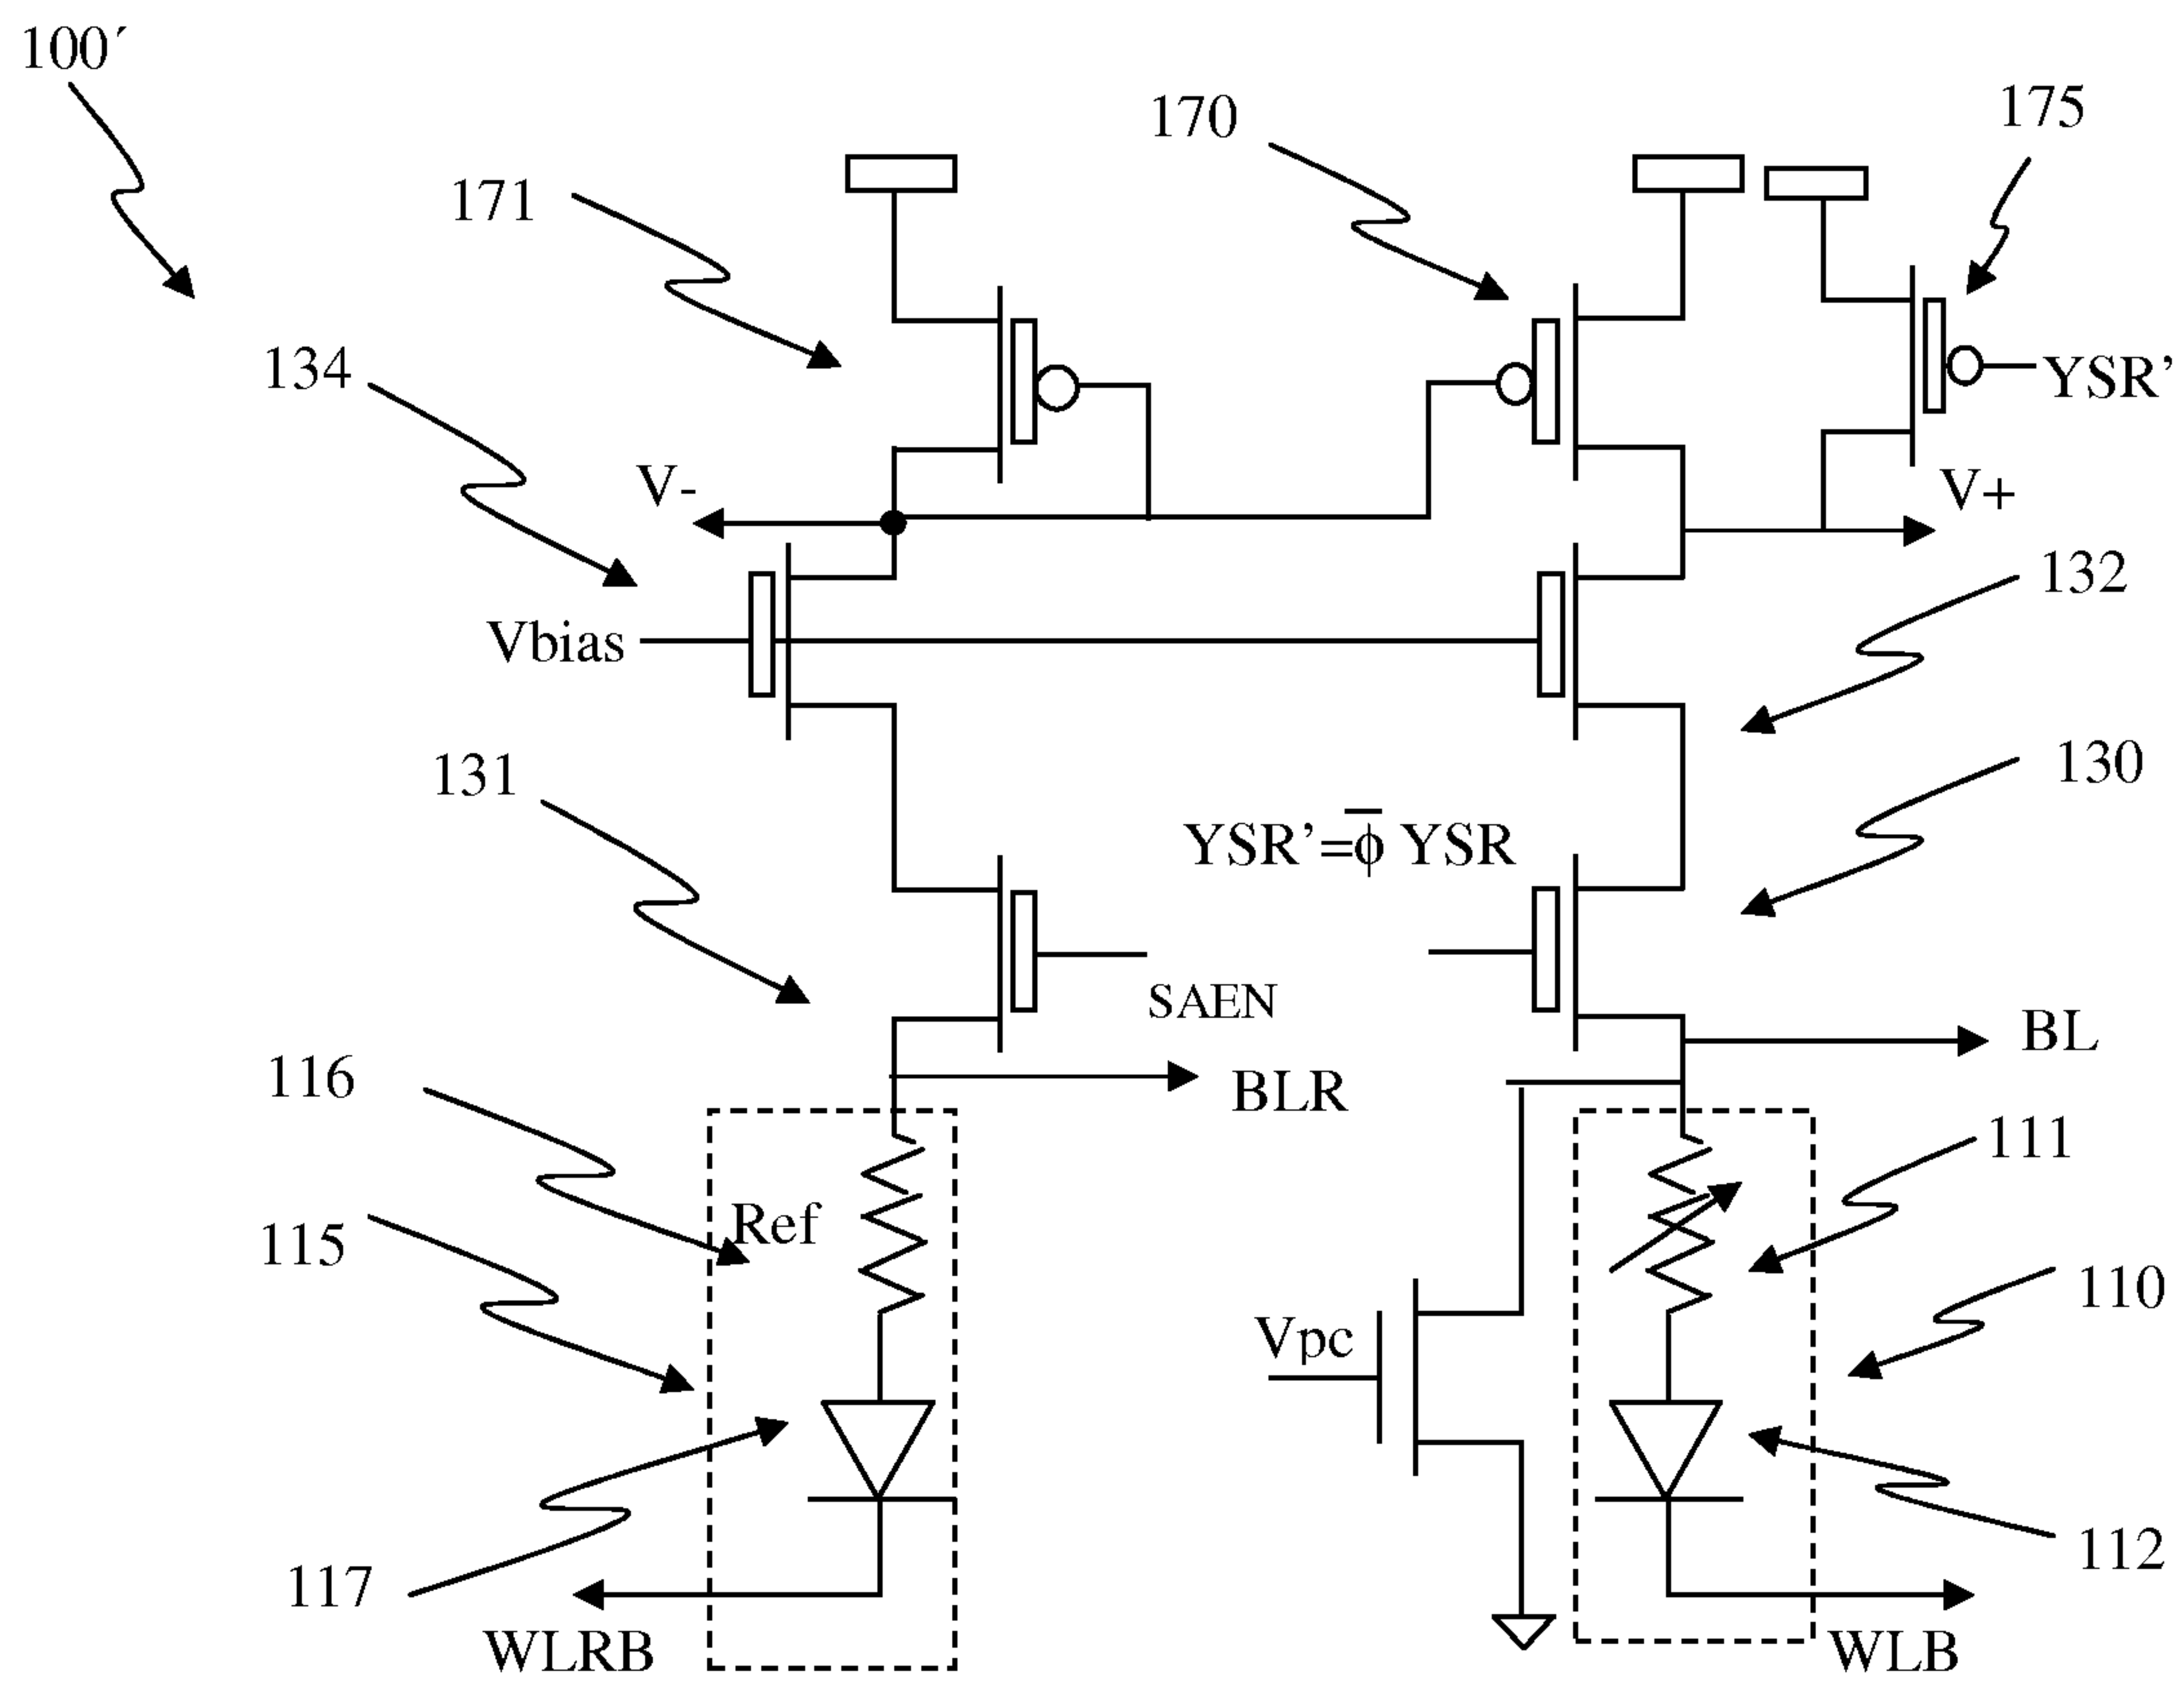 100´
170
175
171
134
YSR'
V-
V+
132
Vbias
131
130
YSR'=ϕ̅ YSR
SAEN
BL
BLR
116
111
Ref
115
110
Vpc
112
117
WLRB
WLB